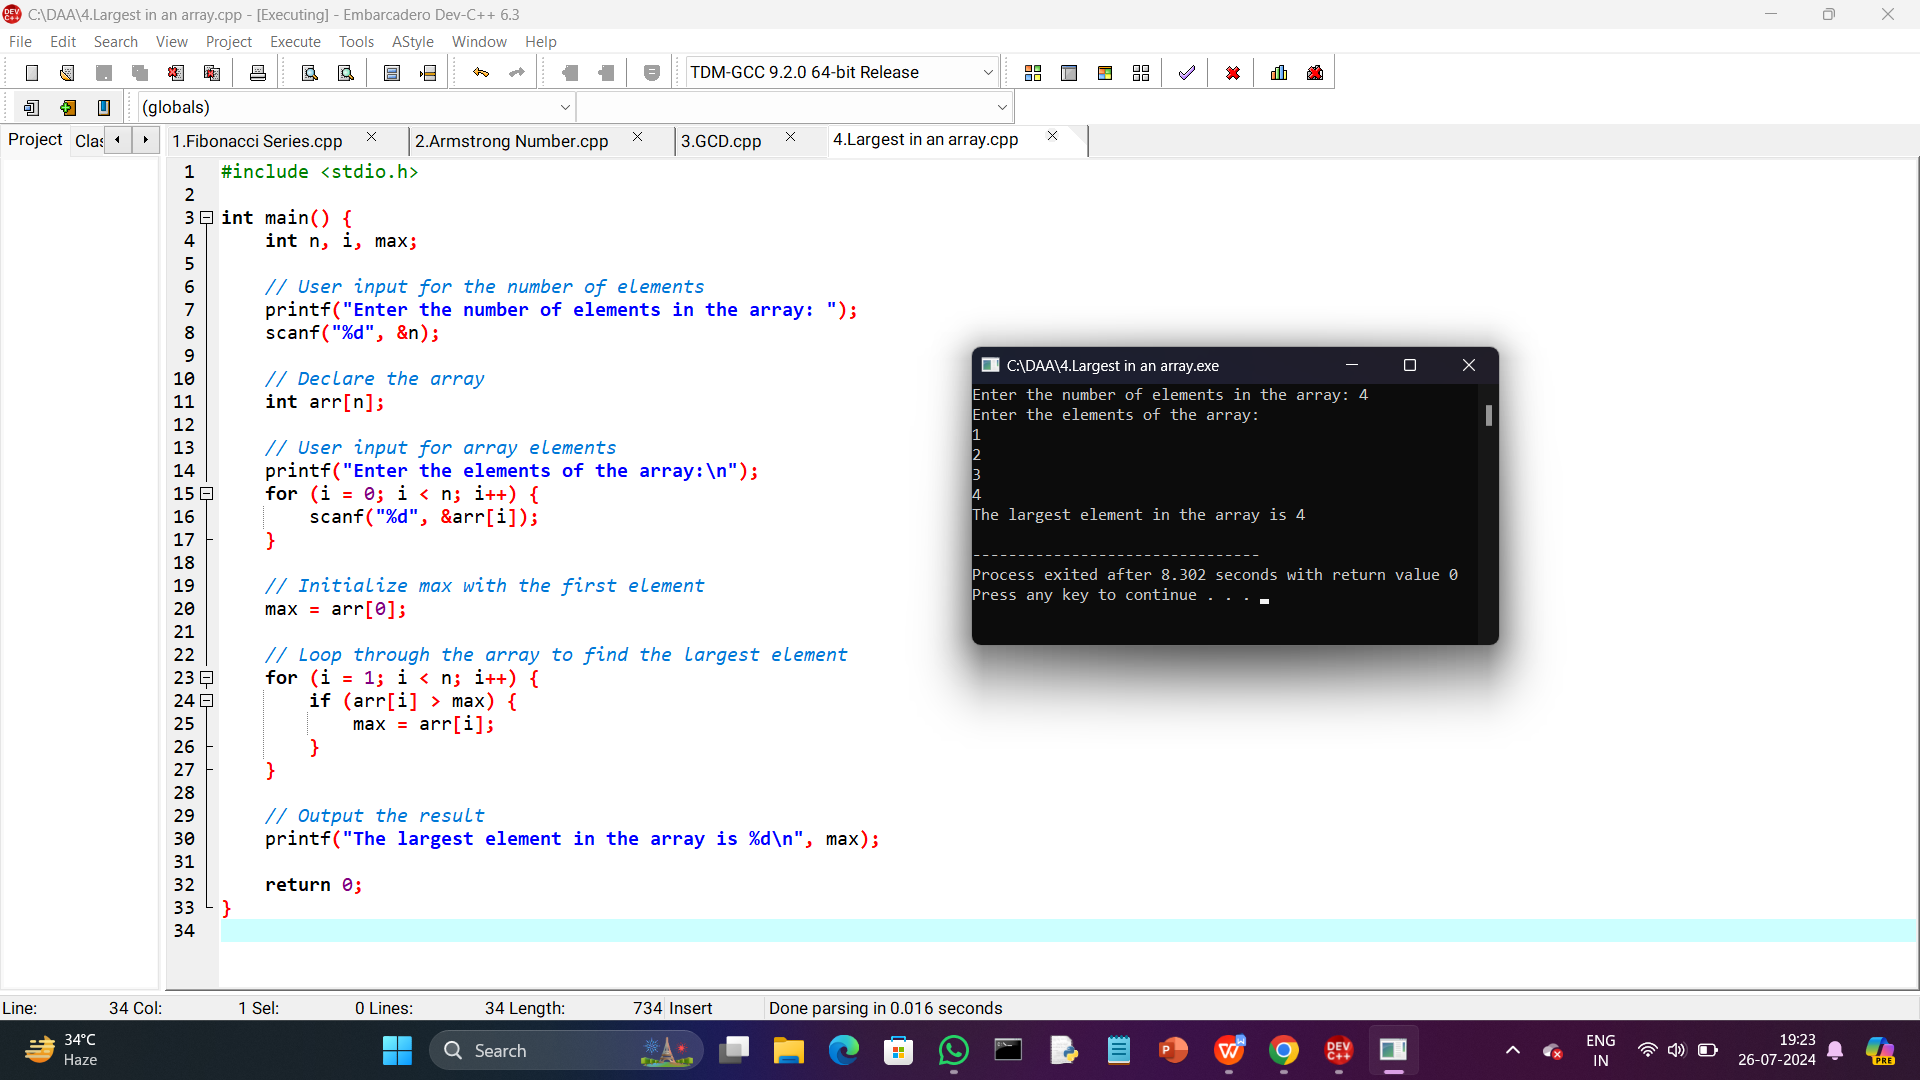 C:\DAA\4.Largest in an array.cpp - [Executing] - Embarcadero Dev-C++ 6.3
File Edit Search View Project Execute Tools AStyle Window Help
TDM-GCC 9.2.0 64-bit Release
(globals)
Project Clas 1.Fibonacci Series.cpp 2.Armstrong Number.cpp 3.GCD.cpp 4.Largest in an array.cpp
1 #include <stdio.h>
2
3 int main() {
4 int n, i, max;
5
6 // User input for the number of elements
7 printf("Enter the number of elements in the array: ");
8 scanf("%d", &n);
9
10 // Declare the array
11 int arr[n];
12
13 // User input for array elements
14 printf("Enter the elements of the array:\n");
15 for (i = 0; i < n; i++) {
16 scanf("%d", &arr[i]);
17 }
18
19 // Initialize max with the first element
20 max = arr[0];
21
22 // Loop through the array to find the largest element
23 for (i = 1; i < n; i++) {
24 if (arr[i] > max) {
25 max = arr[i];
26 }
27 }
28
29 // Output the result
30 printf("The largest element in the array is %d\n", max);
31
32 return 0;
33 }
34
C:\DAA\4.Largest in an array.exe
Enter the number of elements in the array: 4
Enter the elements of the array:
1
2
3
4
The largest element in the array is 4
--------------------------------
Process exited after 8.302 seconds with return value 0
Press any key to continue . . .
Line: 34 Col: 1 Sel: 0 Lines: 34 Length: 734 Insert Done parsing in 0.016 seconds
34°C
Haze
Search
ENG
IN
19:23
26-07-2024